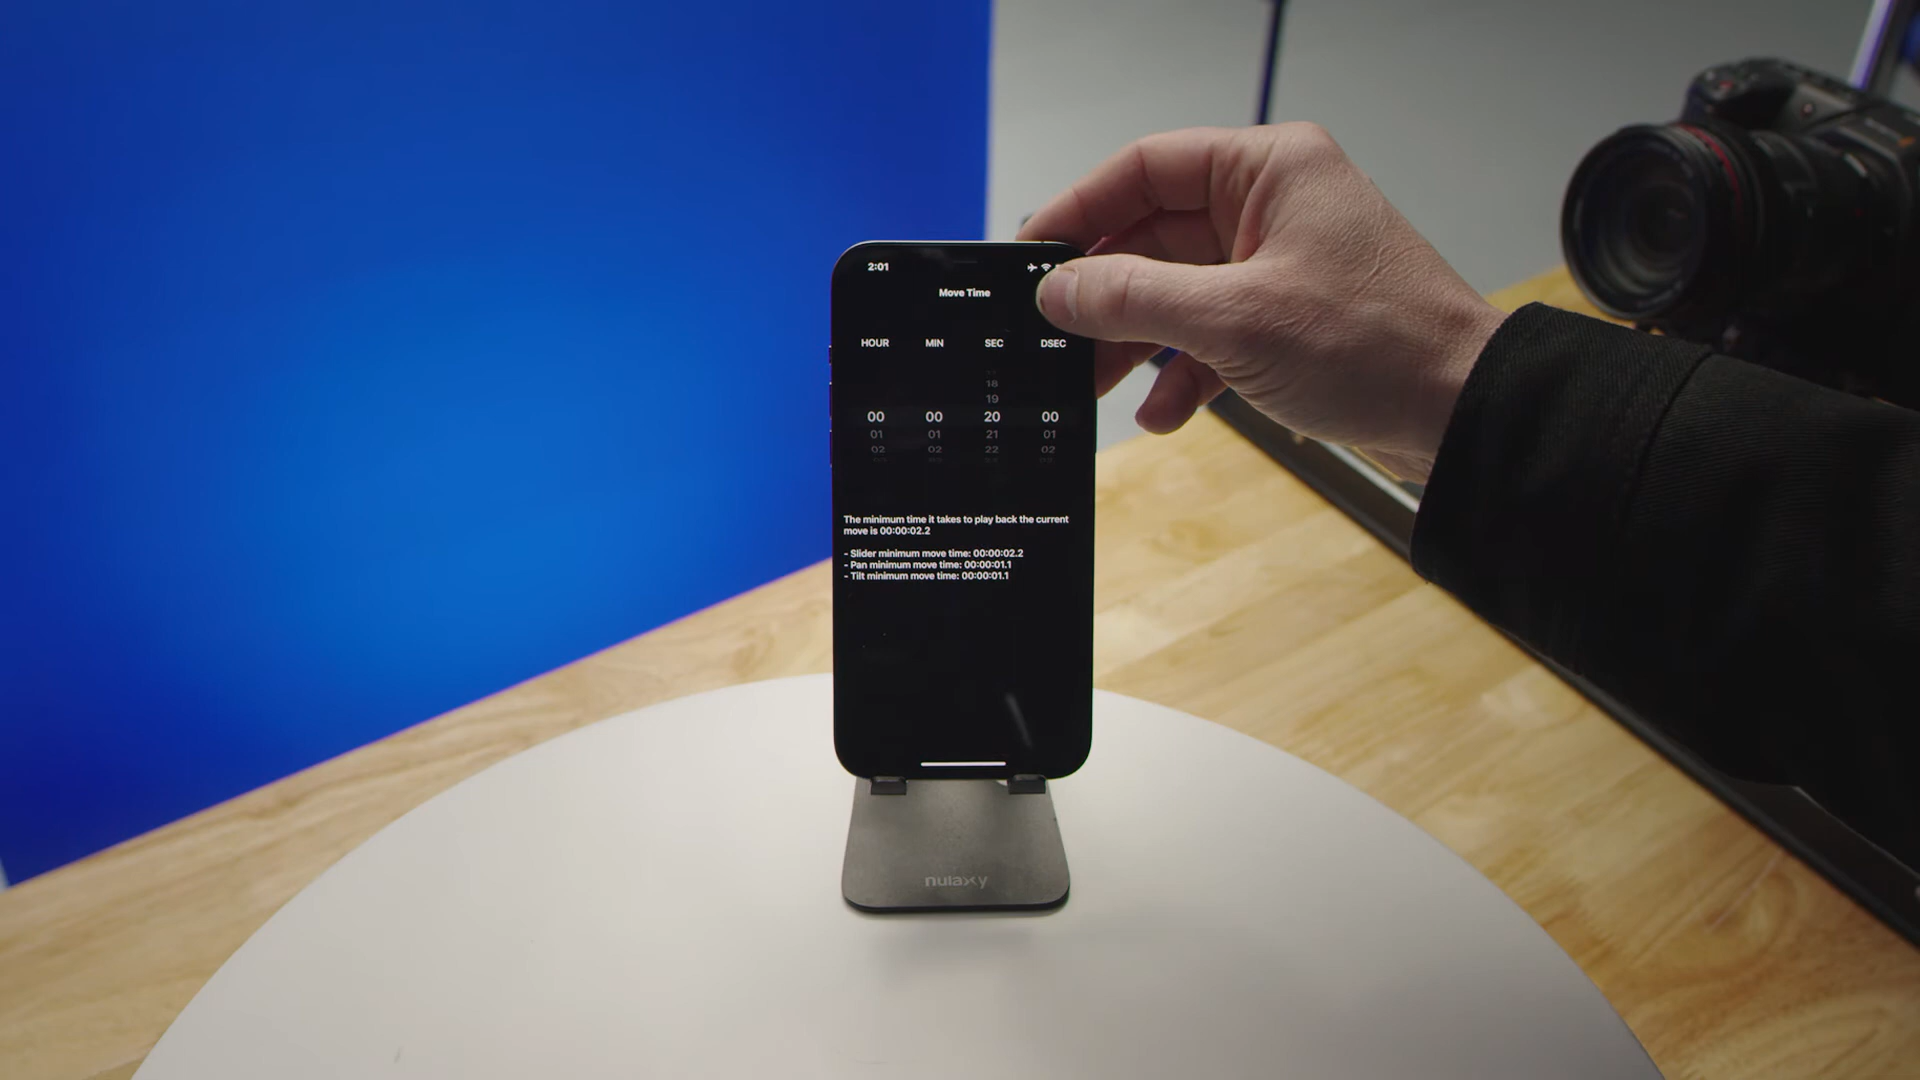 2:01
Move Time
HOUR MIN SEC DSEC
18
19
00 00 20 00
01 01 21 01
02 02 22 02
The minimum time it takes to play back the current
move is 00:00:02.2
- Slider minimum move time: 00:00:02.2
- Pan minimum move time: 00:00:01.1
- Tilt minimum move time: 00:00:01.1
nulaxy